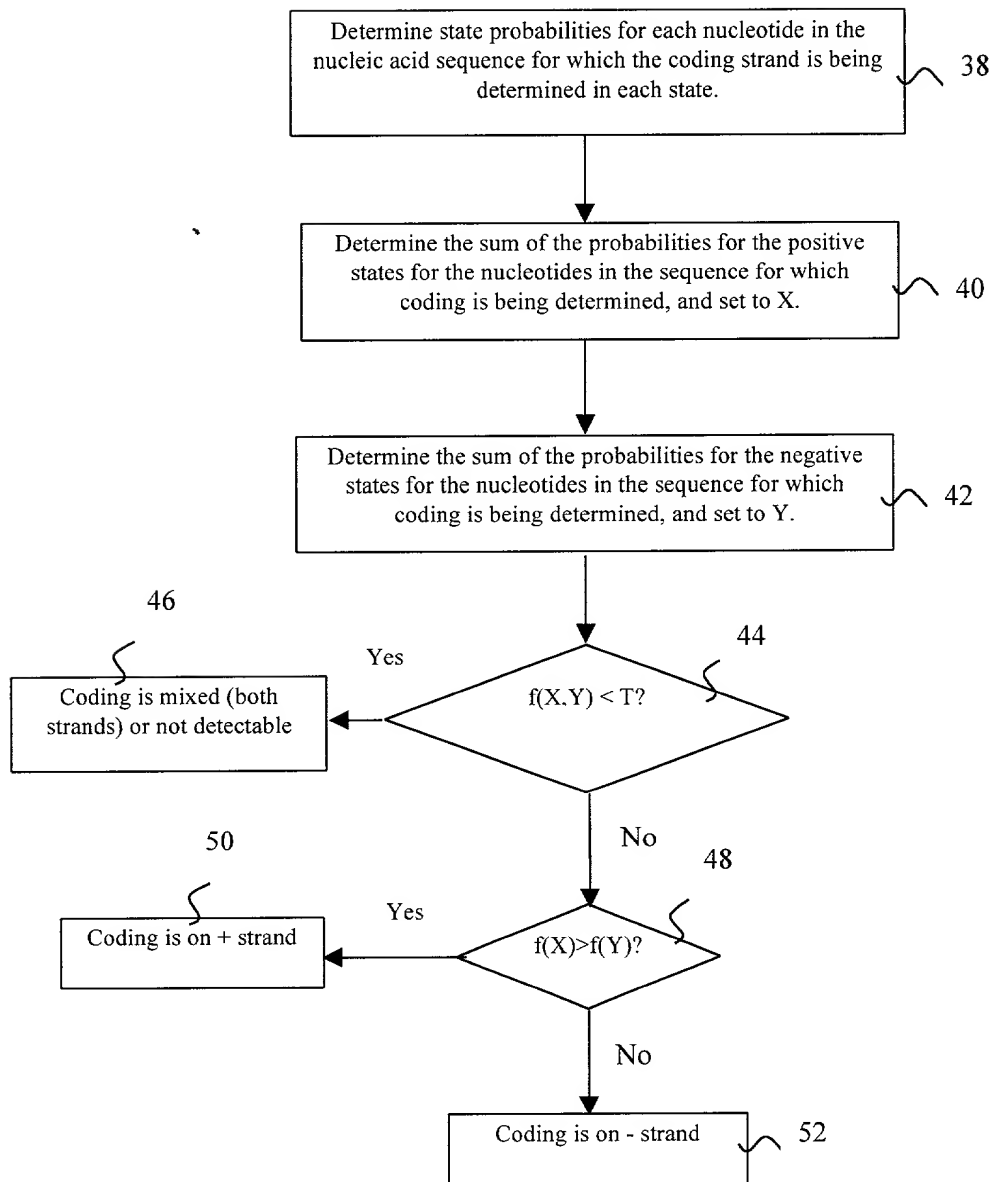 Determine state probabilities for each nucleotide in the
nucleic acid sequence for which the coding strand is being
determined in each state.
38
Determine the sum of the probabilities for the positive
states for the nucleotides in the sequence for which
coding is being determined, and set to X.
40
Determine the sum of the probabilities for the negative
states for the nucleotides in the sequence for which
coding is being determined, and set to Y.
42
46
44
Yes
f(X,Y) < T?
Coding is mixed (both
strands) or not detectable
No
50
48
Yes
f(X)>f(Y)?
Coding is on + strand
No
Coding is on - strand
52